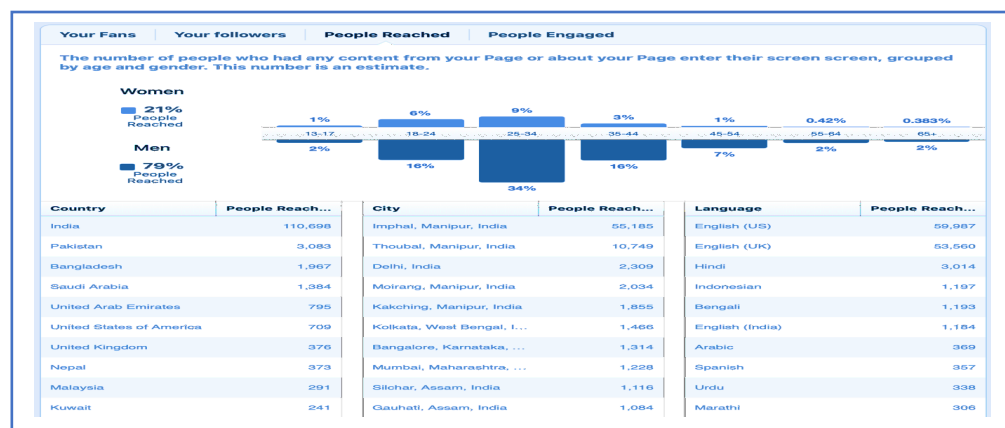 Your Fans Your followers People Reached People Engaged
The number of people who had any content from your Page or about your Page enter their screen screen, grouped
by age and gender. This number is an estimate.
Women
21%
People
Reached
Men
79%
People
Reached
1% 6% 9% 3% 1% 0.42% 0.383%
13-17 18-24 25-34 35-44 45-54 55-64 65+
2% 16% 34% 16% 7% 2% 2%
Country People Reach...
India 110,698
Pakistan 3,083
Bangladesh 1,967
Saudi Arabia 1,384
United Arab Emirates 795
United States of America 709
United Kingdom 376
Nepal 373
Malaysia 291
Kuwait 241
City People Reach...
Imphal, Manipur, India 55,185
Thoubal, Manipur, India 10,749
Delhi, India 2,309
Moirang, Manipur, India 2,034
Kakching, Manipur, India 1,855
Kolkata, West Bengal, I... 1,466
Bangalore, Karnataka, ... 1,314
Mumbai, Maharashtra, ... 1,228
Silchar, Assam, India 1,116
Gauhati, Assam, India 1,084
Language People Reach...
English (US) 59,987
English (UK) 53,560
Hindi 3,014
Indonesian 1,197
Bengali 1,193
English (India) 1,184
Arabic 369
Spanish 357
Urdu 338
Marathi 306